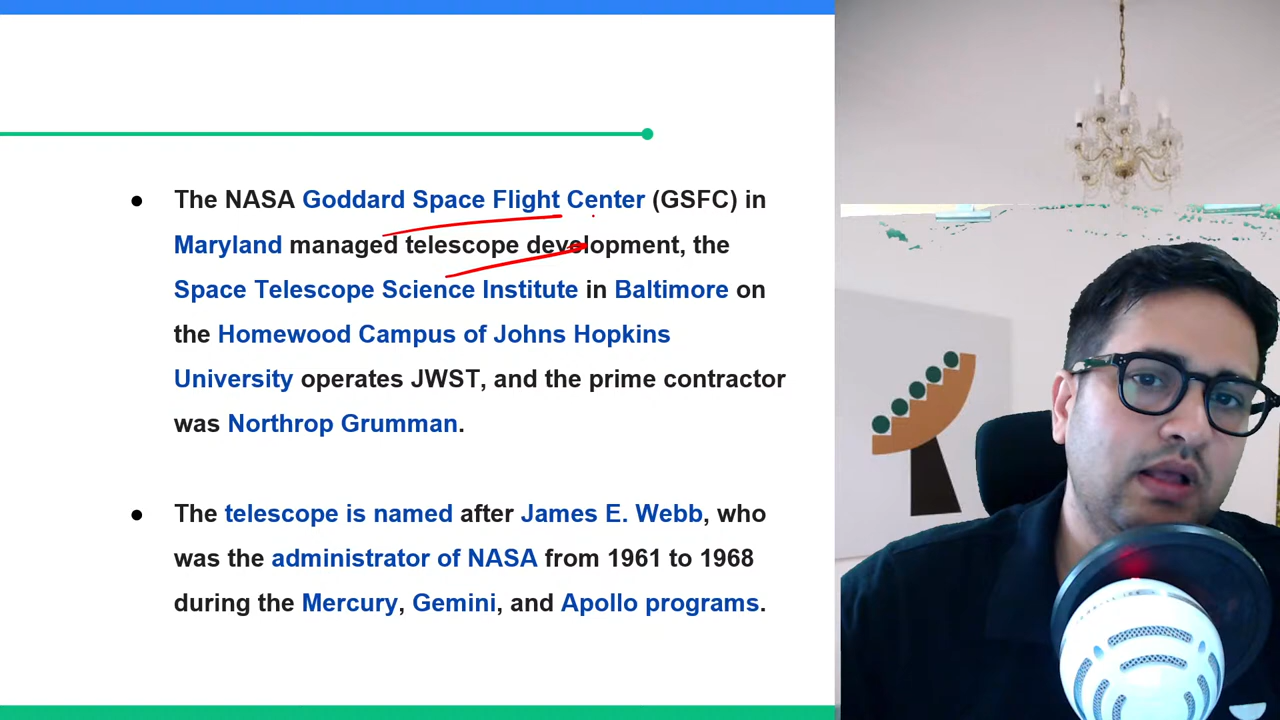 ● The NASA Goddard Space Flight Center (GSFC) in
Maryland managed telescope development, the
Space Telescope Science Institute in Baltimore on
the Homewood Campus of Johns Hopkins
University operates JWST, and the prime contractor
was Northrop Grumman.
● The telescope is named after James E. Webb, who
was the administrator of NASA from 1961 to 1968
during the Mercury, Gemini, and Apollo programs.